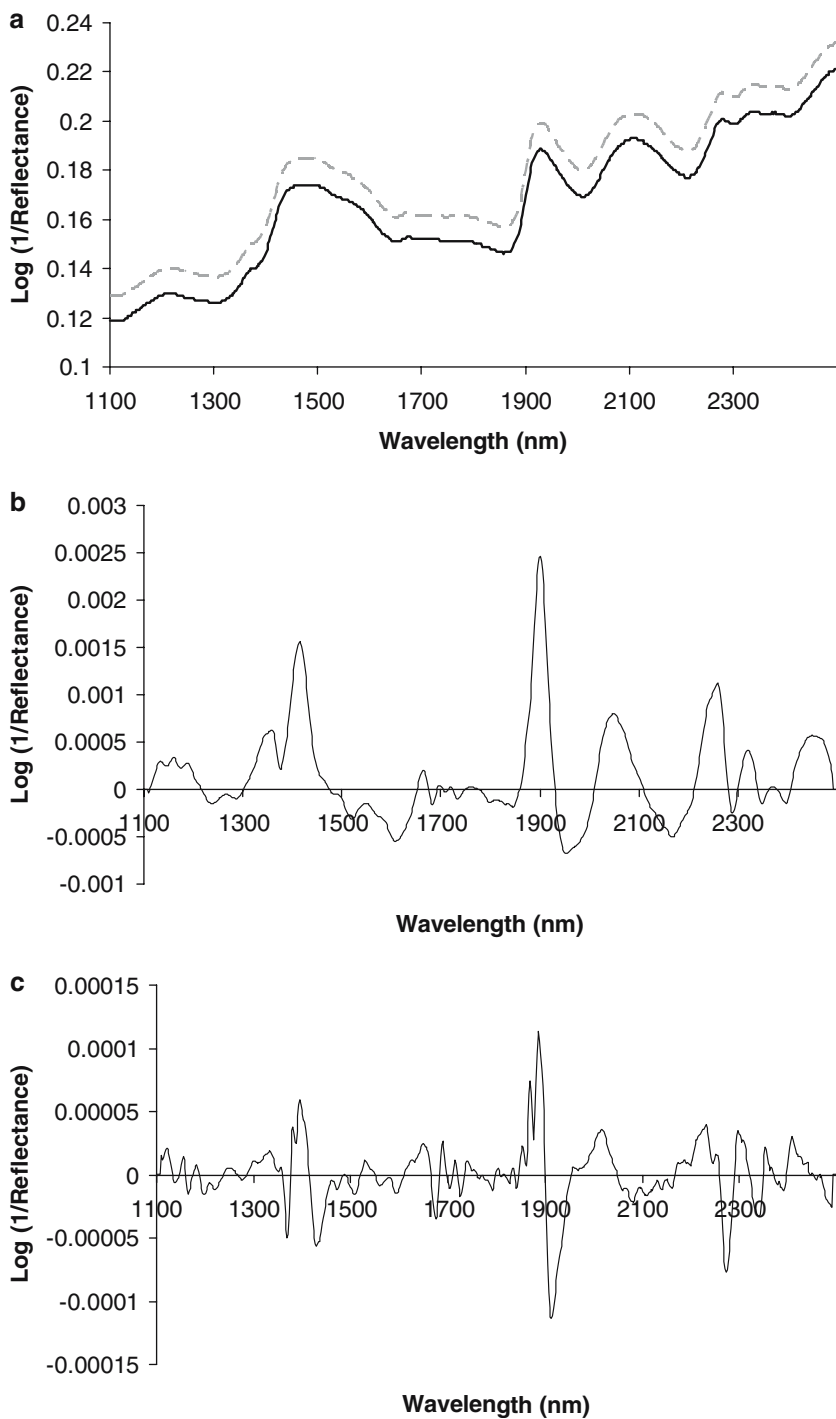 a
0.24
0.22
0.2
0.18
0.16
0.14
0.12
0.1
Log (1/Reflectance)
1100 1300 1500 1700 1900 2100 2300
Wavelength (nm)
b
0.003
0.0025
0.002
0.0015
0.001
0.0005
0
-0.0005
-0.001
Log (1/Reflectance)
1100 1300 1500 1700 1900 2100 2300
Wavelength (nm)
c
0.00015
0.0001
0.00005
0
-0.00005
-0.0001
-0.00015
Log (1/Reflectance)
1100 1300 1500 1700 1900 2100 2300
Wavelength (nm)